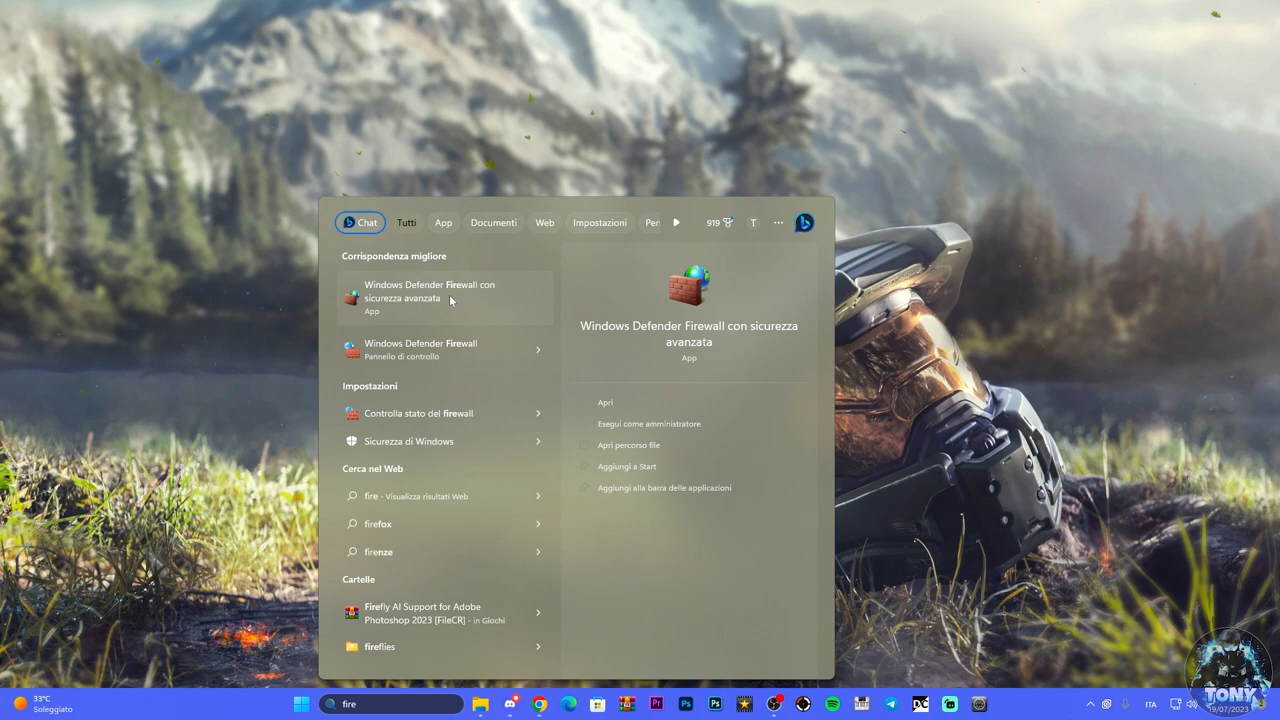 Chat
Tutti
App
Documenti
Web
Impostazioni
Per
919
T
Corrispondenza migliore
Windows Defender Firewall con
sicurezza avanzata
App
Windows Defender Firewall
Pannello di controllo
Impostazioni
Controlla stato del firewall
Sicurezza di Windows
Cerca nel Web
fire - Visualizza risultati Web
firefox
firenze
Cartelle
Firefly AI Support for Adobe
Photoshop 2023 [FileCR] - in Giochi
fireflies
Windows Defender Firewall con sicurezza
avanzata
App
Apri
Esegui come amministratore
Apri percorso file
Aggiungi a Start
Aggiungi alla barra delle applicazioni
33°C
Soleggiato
fire
Pr
Ps
Ps
DC
ITA
19/07/2023
TONY